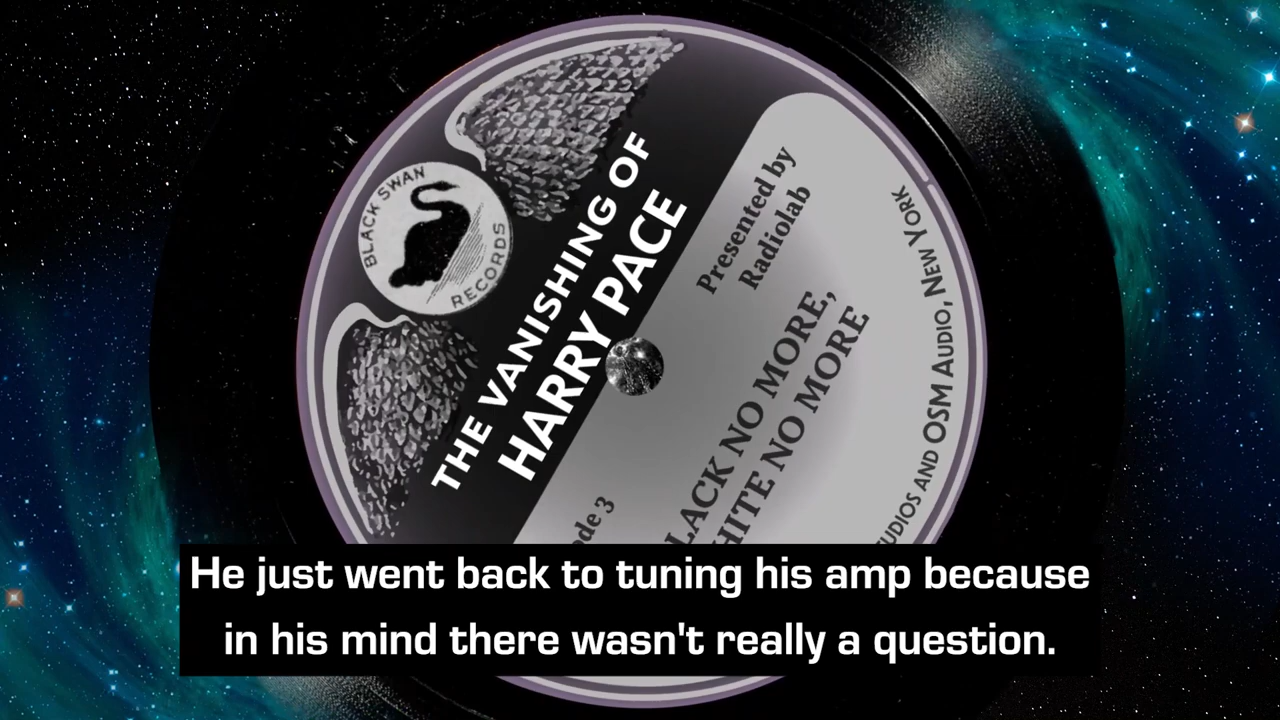 BLACK SWAN
RECORDS
THE VANISHING OF
HARRY PACE
Presented by
Radiolab
LACK NO MORE,
HITE NO MORE
ode 3
UDIOS AND OSM AUDIO, NEW YORK
He just went back to tuning his amp because
in his mind there wasn't really a question.